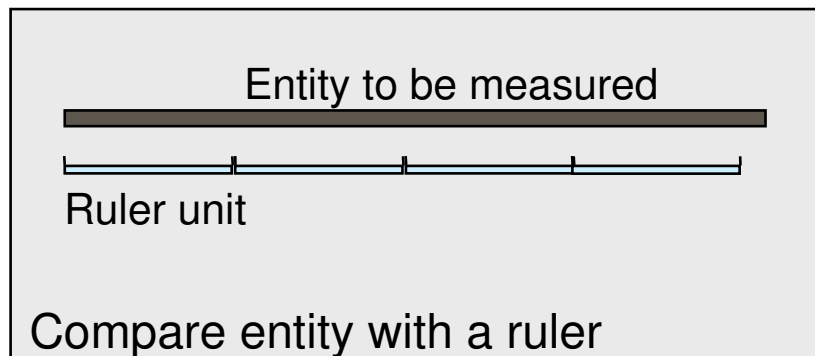 Entity to be measured
Ruler unit
Compare entity with a ruler